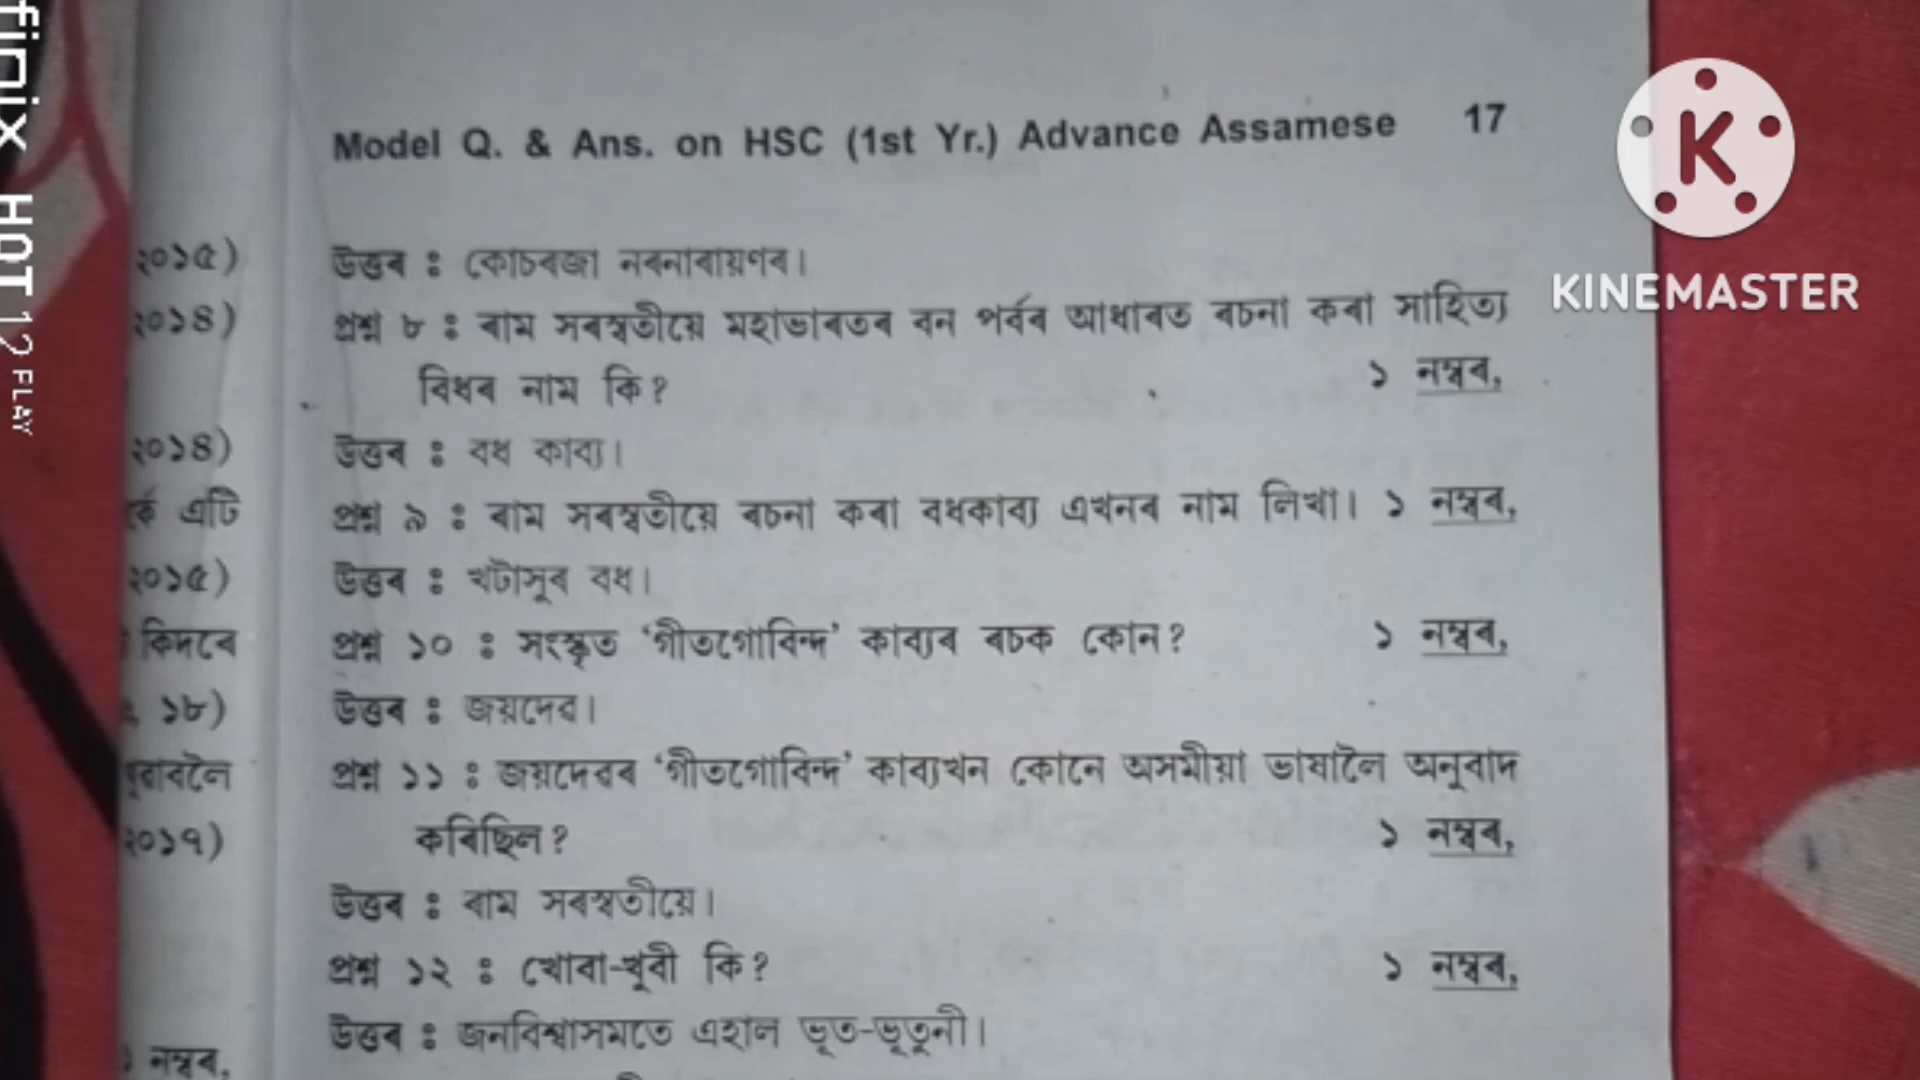 finix HOT 12 PLAY
Model Q. & Ans. on HSC (1st Yr.) Advance Assamese 17
KINEMASTER
২০১৫)
২০১৪)
২০১৪)
এটি
২০১৫)
কিদৰে
১৮)
২০১৭)
১ নম্বৰ,
উত্তৰ : কোচৰজা নৰনাৰায়ণৰ।
প্ৰশ্ন ৮ : ৰাম সৰস্বতীয়ে মহাভাৰতৰ বন পৰ্বৰ আধাৰত ৰচনা কৰা সাহিত্য
বিধৰ নাম কি? ১ নম্বৰ,
উত্তৰ : বধ কাব্য।
প্ৰশ্ন ৯ : ৰাম সৰস্বতীয়ে ৰচনা কৰা বধকাব্য এখনৰ নাম লিখা। ১ নম্বৰ,
উত্তৰ : খটাসূৰ বধ।
প্ৰশ্ন ১০ : সংস্কৃত ‘গীতগোবিন্দ’ কাব্যৰ ৰচক কোন? ১ নম্বৰ,
উত্তৰ : জয়দেৱ।
প্ৰশ্ন ১১ : জয়দেৱৰ ‘গীতগোবিন্দ’ কাব্যখন কোনে অসমীয়া ভাষালৈ অনুবাদ
কৰিছিল? ১ নম্বৰ,
উত্তৰ : ৰাম সৰস্বতীয়ে।
প্ৰশ্ন ১২ : খোৰা-খূবী কি? ১ নম্বৰ,
উত্তৰ : জনবিশ্বাসমতে এহাল ভূত-ভূতুনী।